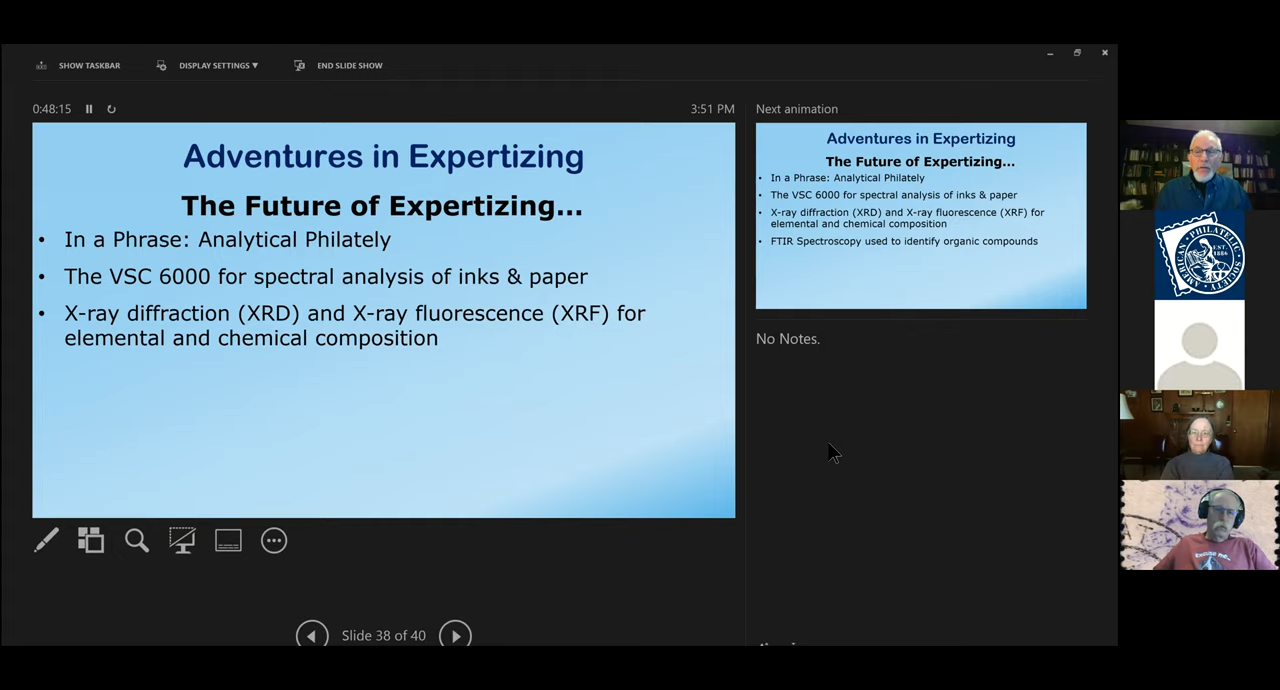 SHOW TASKBAR
DISPLAY SETTINGS ▼
END SLIDE SHOW
0:48:15
3:51 PM
Adventures in Expertizing
The Future of Expertizing...
• In a Phrase: Analytical Philately
• The VSC 6000 for spectral analysis of inks & paper
• X-ray diffraction (XRD) and X-ray fluorescence (XRF) for
elemental and chemical composition
Slide 38 of 40
Next animation
Adventures in Expertizing
The Future of Expertizing...
• In a Phrase: Analytical Philately
• The VSC 6000 for spectral analysis of inks & paper
• X-ray diffraction (XRD) and X-ray fluorescence (XRF) for
elemental and chemical composition
• FTIR Spectroscopy used to identify organic compounds
No Notes.
AMERICAN PHILATELIC SOCIETY
EST.
1886